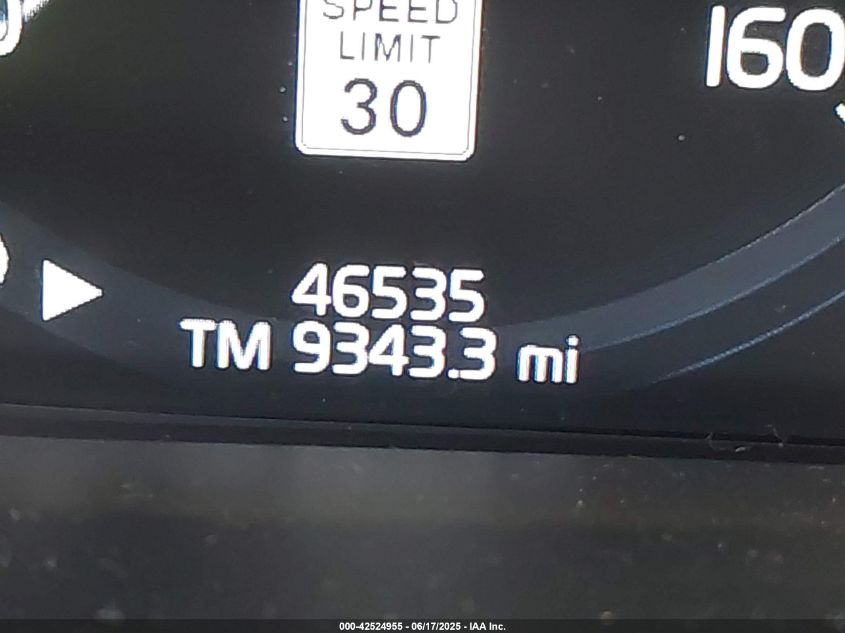 SPEED
LIMIT
30
160
46535
TM 9343.3 mi
000-42524955 - 06/17/2025 - IAA Inc.